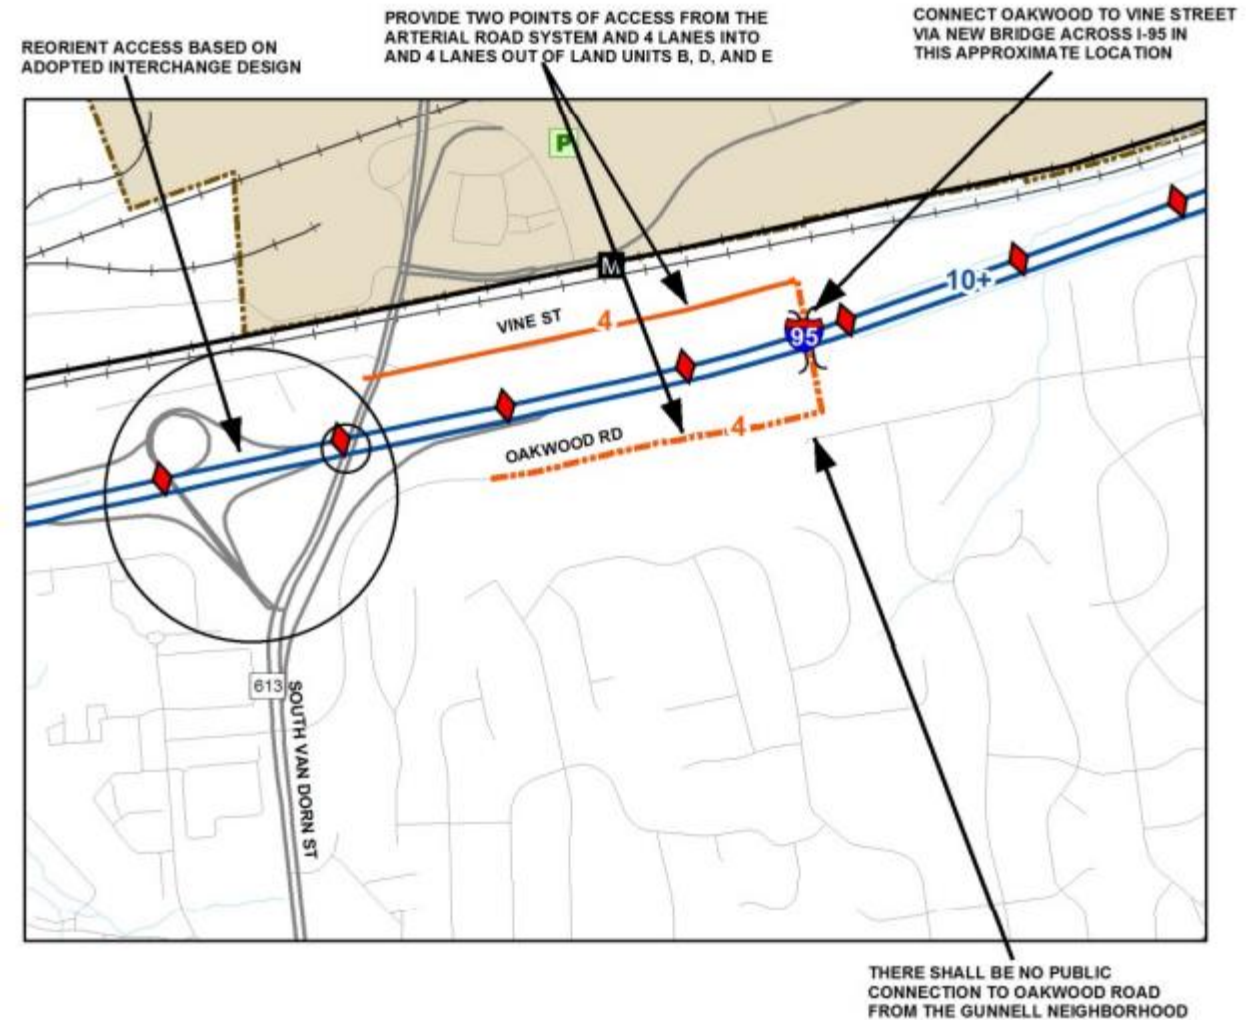 REORIENT ACCESS BASED ON
ADOPTED INTERCHANGE DESIGN
PROVIDE TWO POINTS OF ACCESS FROM THE
ARTERIAL ROAD SYSTEM AND 4 LANES INTO
AND 4 LANES OUT OF LAND UNITS B, D, AND E
CONNECT OAKWOOD TO VINE STREET
VIA NEW BRIDGE ACROSS I-95 IN
THIS APPROXIMATE LOCATION
P
M
10+
VINE ST
4
95
OAKWOOD RD
4
613
SOUTH VAN DORN ST
THERE SHALL BE NO PUBLIC
CONNECTION TO OAKWOOD ROAD
FROM THE GUNNELL NEIGHBORHOOD